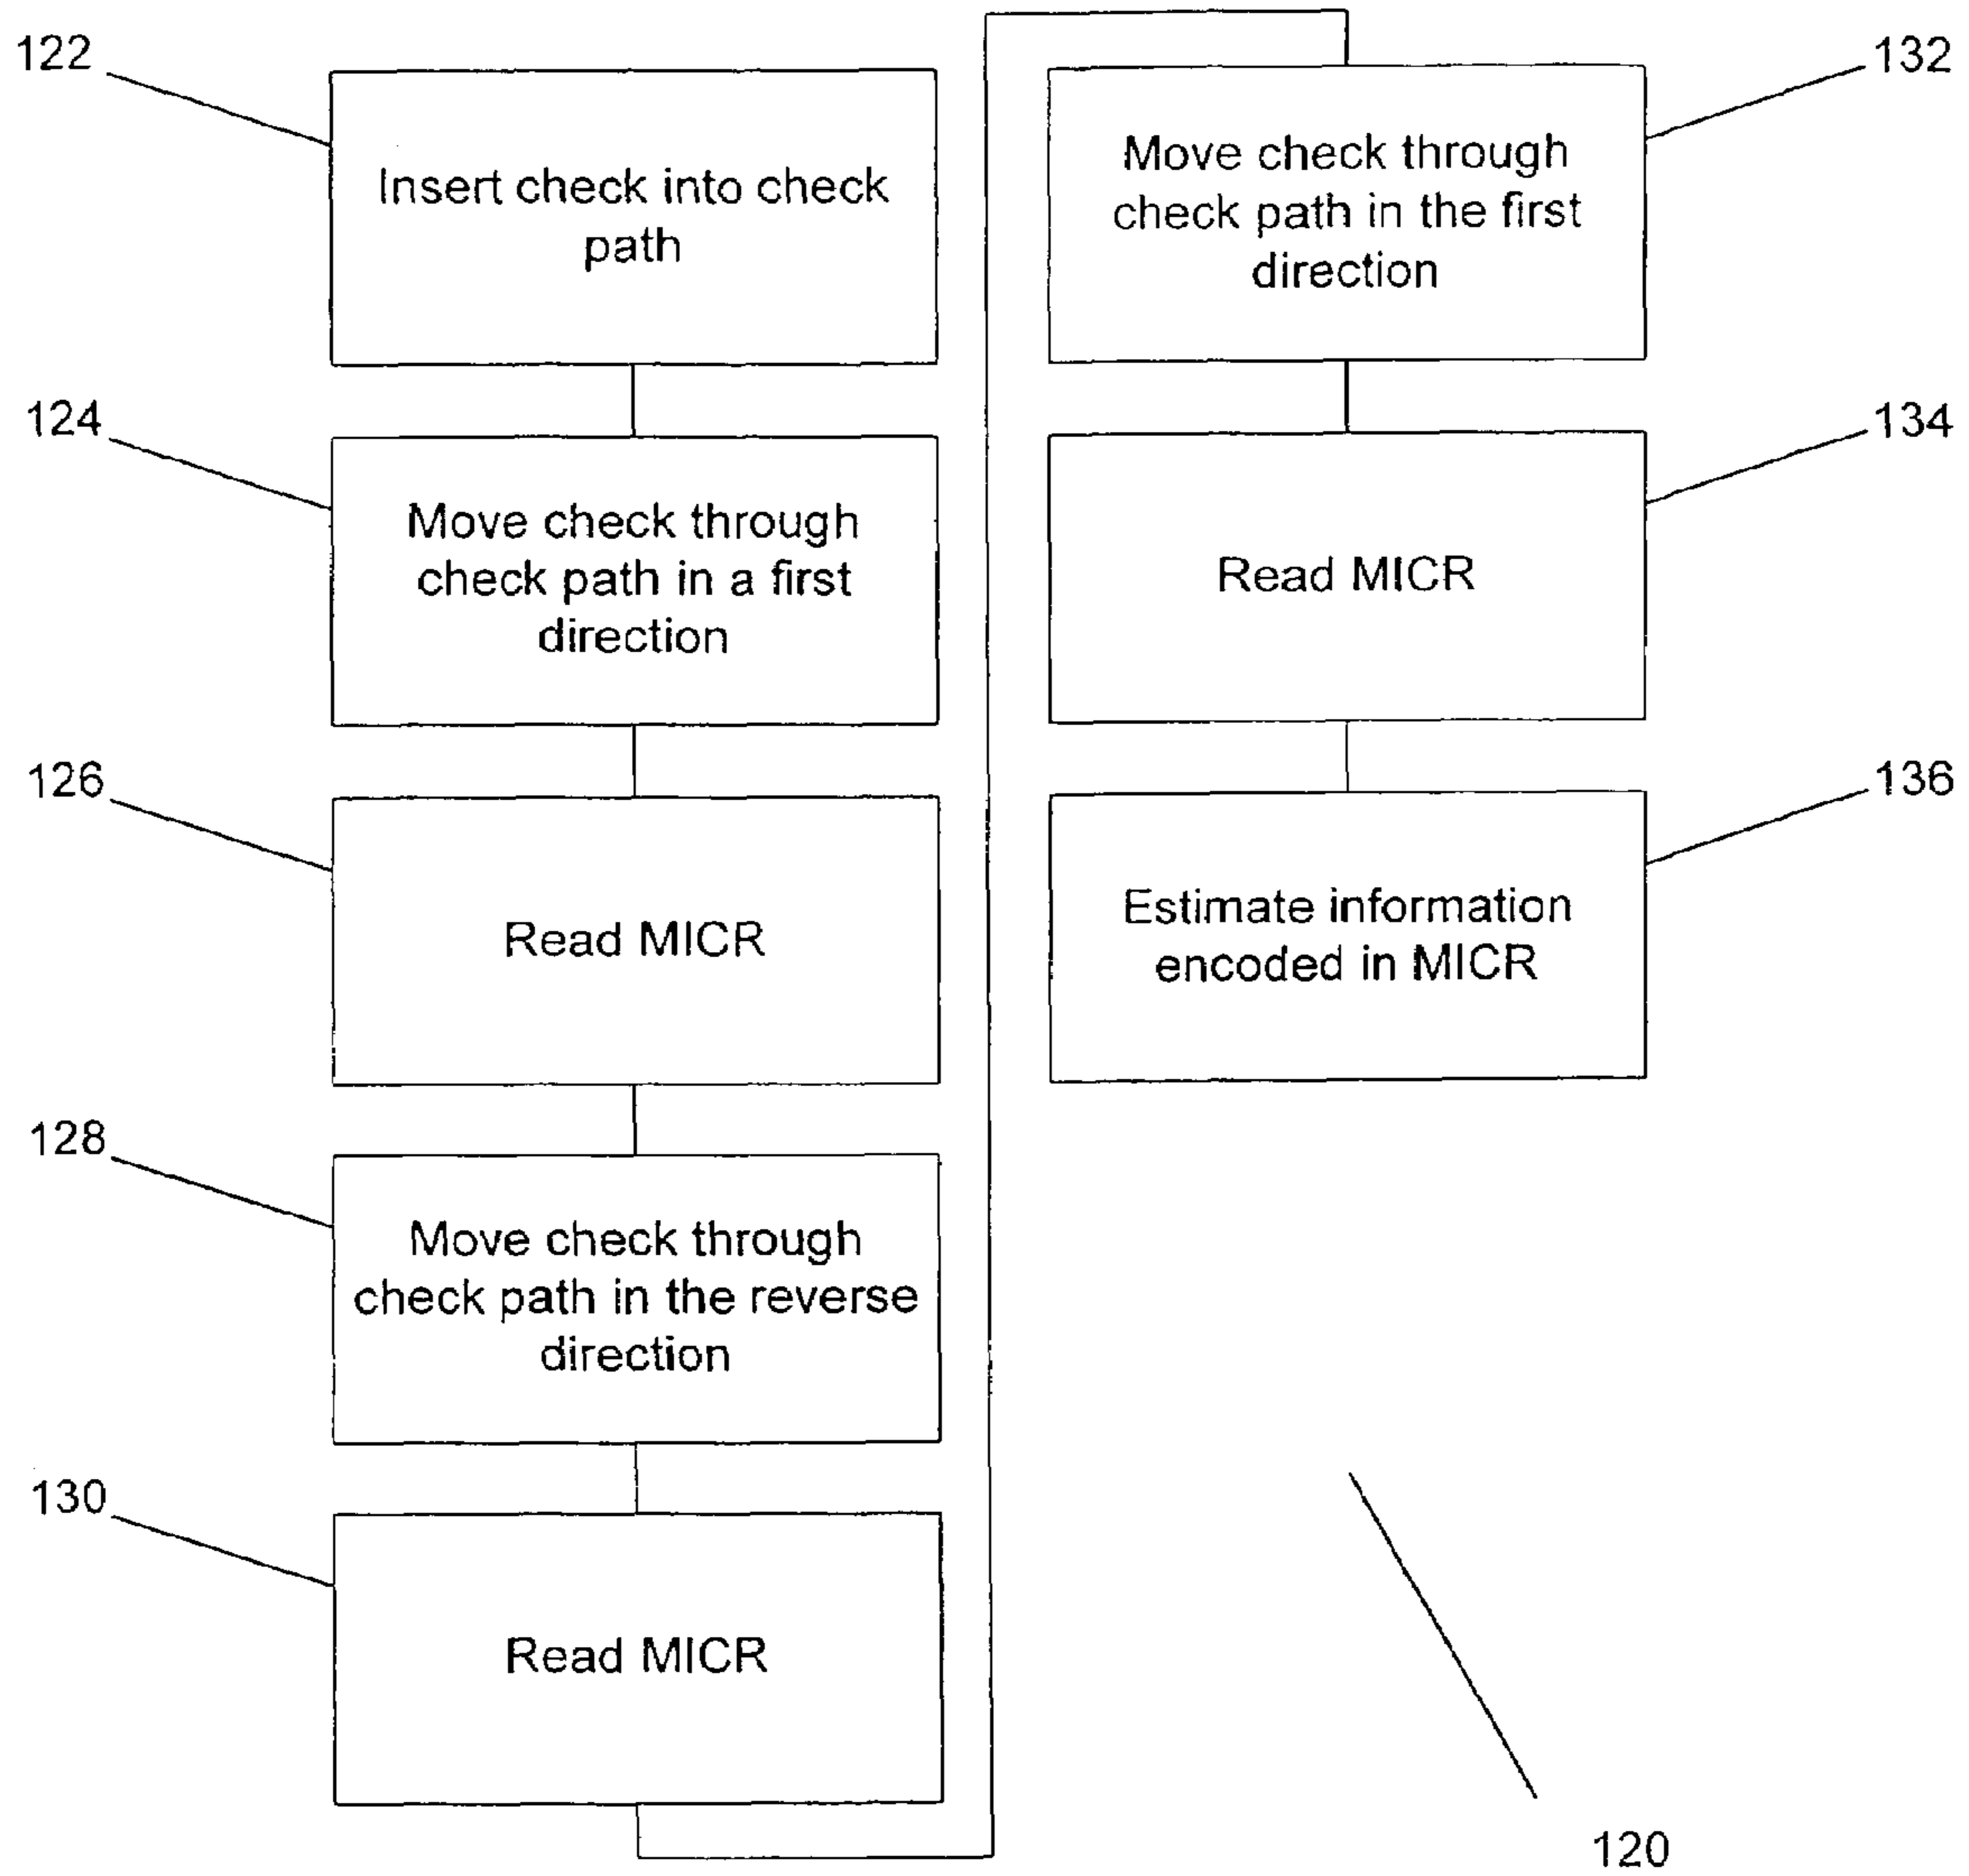 122
Insert check into check
path
124
Move check through
check path in a first
direction
126
Read MICR
128
Move check through
check path in the reverse
direction
130
Read MICR
132
Move check through
check path in the first
direction
134
Read MICR
136
Estimate information
encoded in MICR
120